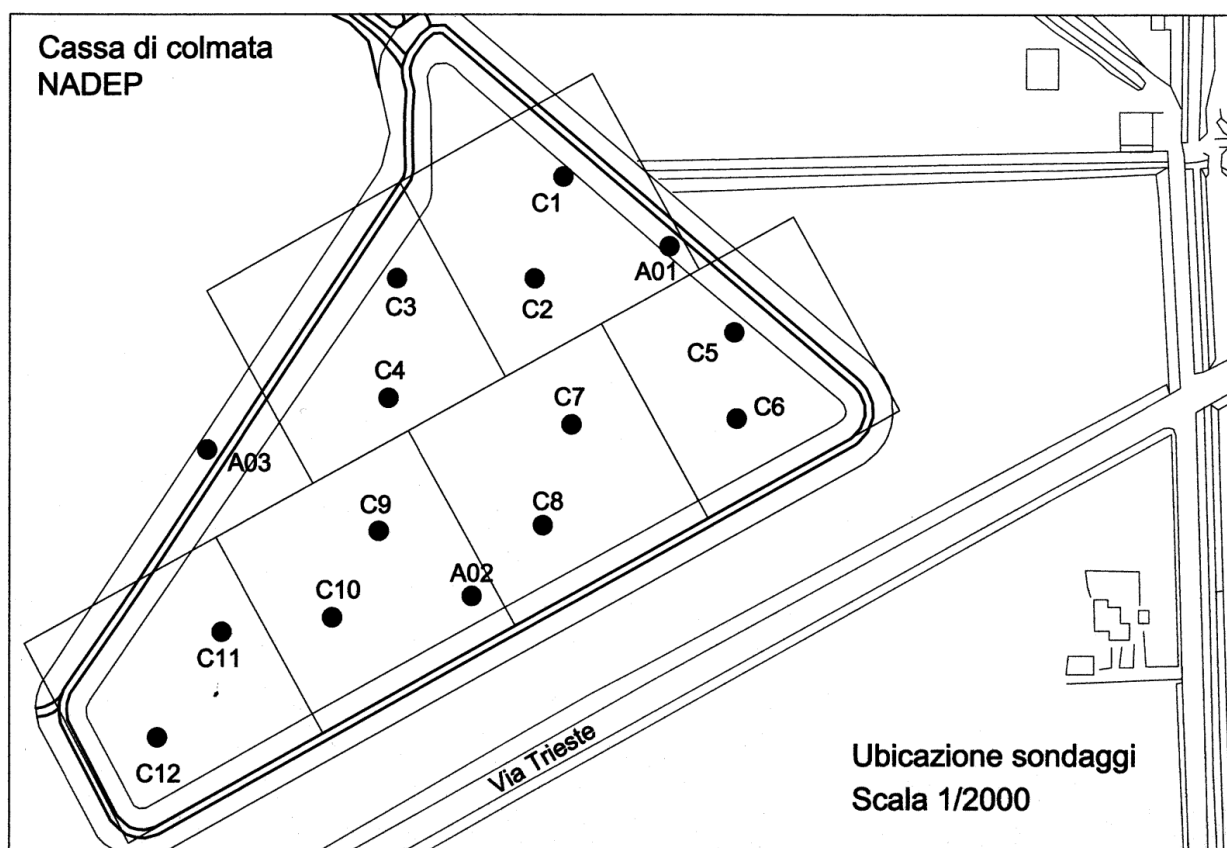 Cassa di colmata
NADEP
C1
A01
C3
C2
C5
C4
C7
C6
A03
C9
C8
A02
C10
C11
C12
Via Trieste
Ubicazione sondaggi
Scala 1/2000